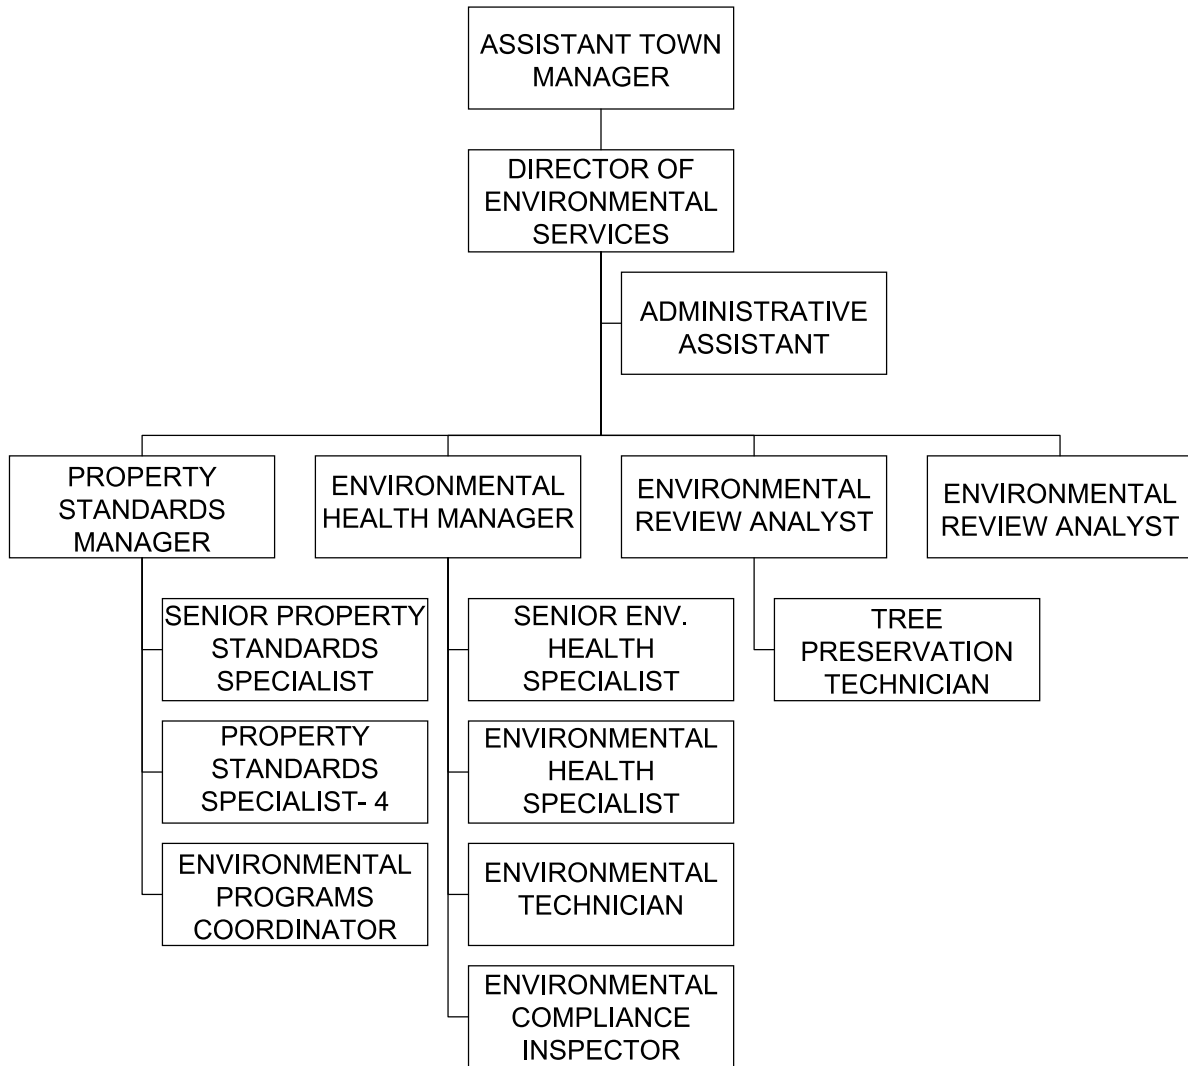 ASSISTANT TOWN
MANAGER
DIRECTOR OF
ENVIRONMENTAL
SERVICES
ADMINISTRATIVE
ASSISTANT
PROPERTY
STANDARDS
MANAGER
ENVIRONMENTAL
HEALTH MANAGER
ENVIRONMENTAL
REVIEW ANALYST
ENVIRONMENTAL
REVIEW ANALYST
SENIOR PROPERTY
STANDARDS
SPECIALIST
PROPERTY
STANDARDS
SPECIALIST- 4
ENVIRONMENTAL
PROGRAMS
COORDINATOR
SENIOR ENV.
HEALTH
SPECIALIST
ENVIRONMENTAL
HEALTH
SPECIALIST
ENVIRONMENTAL
TECHNICIAN
ENVIRONMENTAL
COMPLIANCE
INSPECTOR
TREE
PRESERVATION
TECHNICIAN